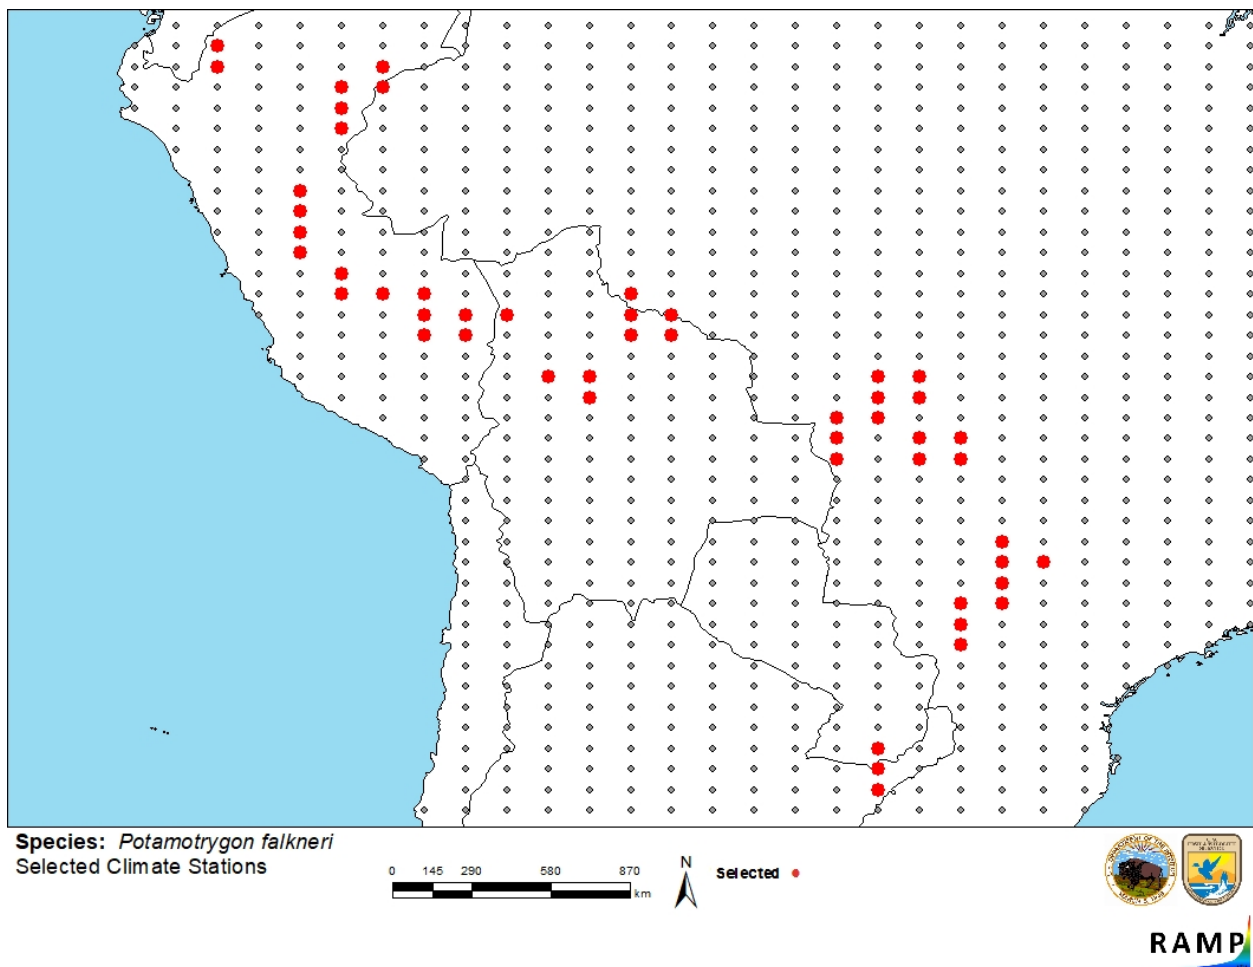 Species: Potamotrygon falkneri
Selected Climate Stations
0 145 290 580 870
km
N
Selected
RAMP